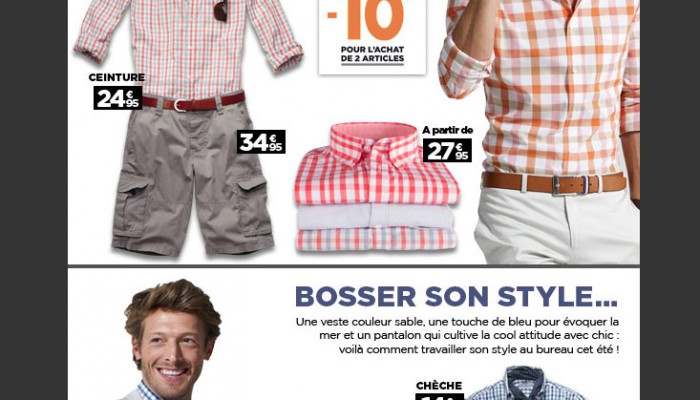 -10
POUR L'ACHAT
DE 2 ARTICLES
CEINTURE
24€95
34€95
A partir de
27€95
BOSSER SON STYLE...
Une veste couleur sable, une touche de bleu pour évoquer la
mer et un pantalon qui cultive la cool attitude avec chic :
voilà comment travailler son style au bureau cet été !
CHÈCHE